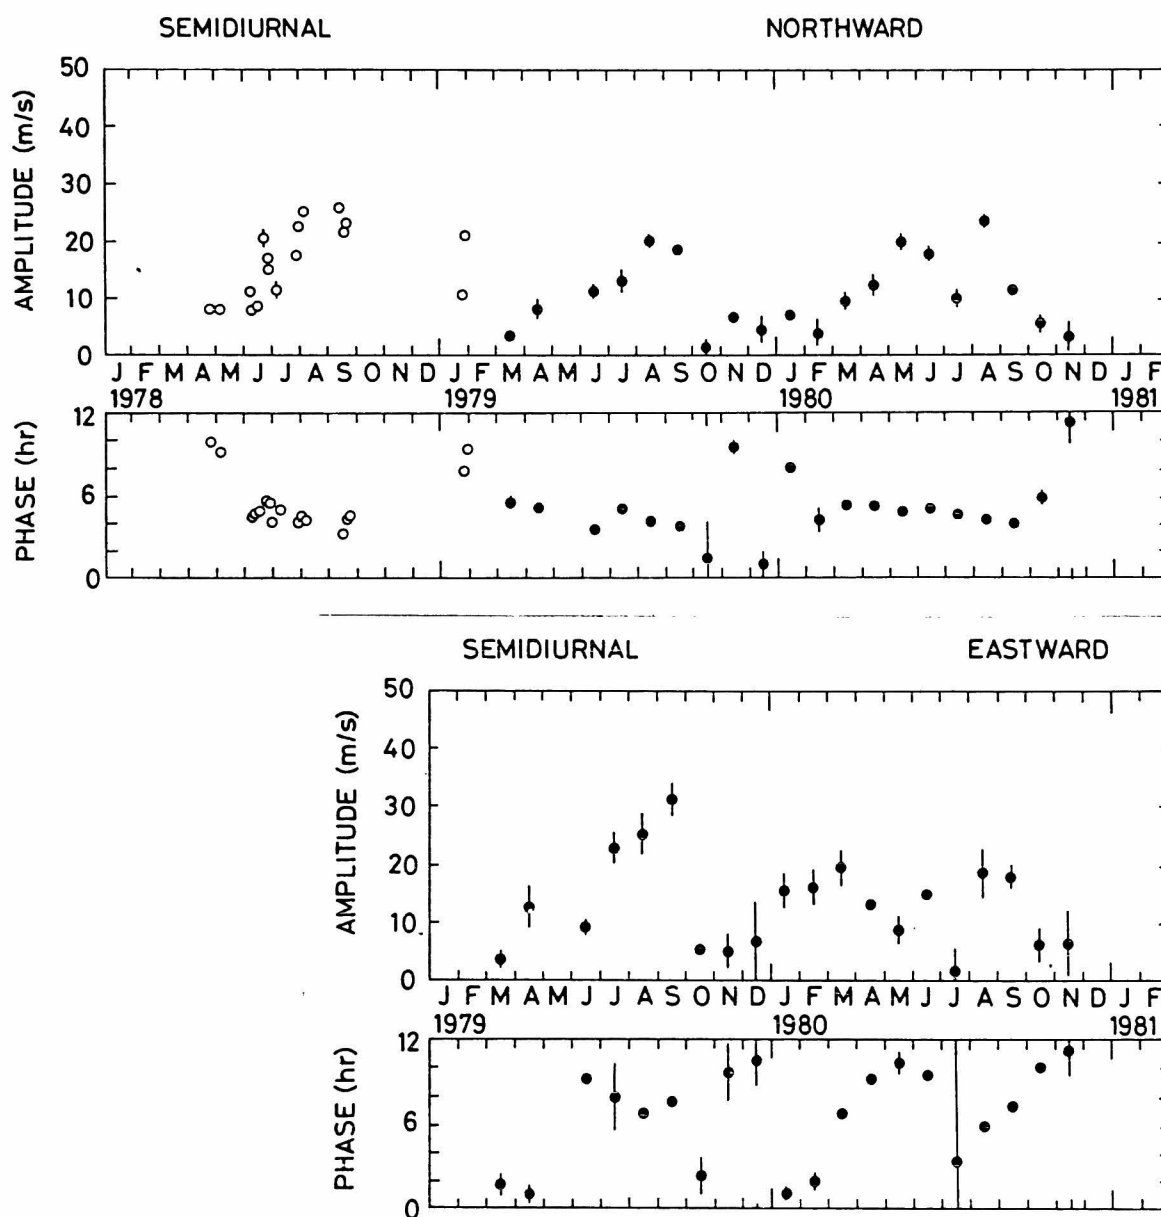 SEMIDIURNAL NORTHWARD
50
40
30
20
10
0
AMPLITUDE (m/s)
J F M A M J J A S O N D J F M A M J J A S O N D J F M A M J J A S O N D J F
1978 1979 1980 1981
12
6
0
PHASE (hr)
SEMIDIURNAL EASTWARD
50
40
30
20
10
0
AMPLITUDE (m/s)
J F M A M J J A S O N D J F M A M J J A S O N D J F
1979 1980 1981
12
6
0
PHASE (hr)